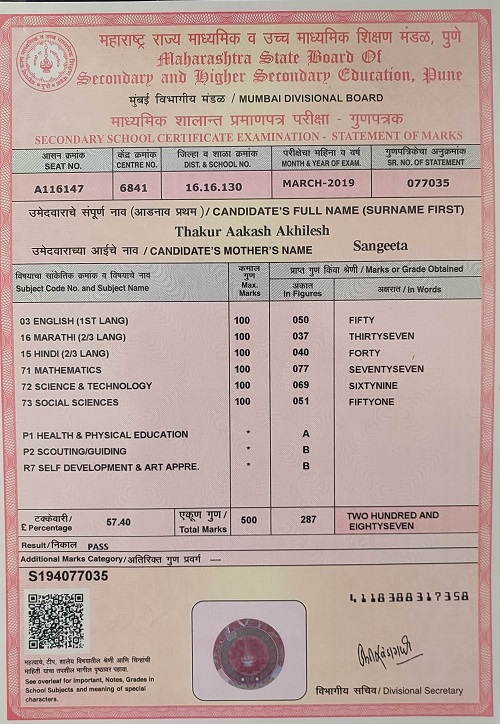 महाराष्ट्र राज्य माध्यमिक व उच्च माध्यमिक शिक्षण मंडळ, पुणे
Maharashtra State Board Of
Secondary and Higher Secondary Education, Pune
मुंबई विभागीय मंडळ / MUMBAI DIVISIONAL BOARD
माध्यमिक शालान्त प्रमाणपत्र परीक्षा - गुणपत्रक
SECONDARY SCHOOL CERTIFICATE EXAMINATION - STATEMENT OF MARKS
आसन क्रमांक केंद्र क्रमांक जिल्हा व शाळा क्रमांक परीक्षेचा महिना व वर्ष गुणपत्रिकेचा अनुक्रमांक
SEAT NO. CENTRE NO. DIST. & SCHOOL NO. MONTH & YEAR OF EXAM. SR. NO. OF STATEMENT
A116147 6841 16.16.130 MARCH-2019 077035
उमेदवाराचे संपूर्ण नाव (आडनाव प्रथम) / CANDIDATE'S FULL NAME (SURNAME FIRST)
Thakur Aakash Akhilesh
उमेदवाराच्या आईचे नाव / CANDIDATE'S MOTHER'S NAME Sangeeta
विषयाचा सांकेतिक क्रमांक व विषयाचे नाव कमाल गुण प्राप्त गुण किंवा श्रेणी / Marks or Grade Obtained
Subject Code No. and Subject Name Max. Marks अंकात In Figures अक्षरात / In Words
03 ENGLISH (1ST LANG) 100 050 FIFTY
16 MARATHI (2/3 LANG) 100 037 THIRTYSEVEN
15 HINDI (2/3 LANG) 100 040 FORTY
71 MATHEMATICS 100 077 SEVENTYSEVEN
72 SCIENCE & TECHNOLOGY 100 069 SIXTYNINE
73 SOCIAL SCIENCES 100 051 FIFTYONE
P1 HEALTH & PHYSICAL EDUCATION * A
P2 SCOUTING/GUIDING * B
R7 SELF DEVELOPMENT & ART APPRE. * B
टक्केवारी/ एकूण गुण/ TWO HUNDRED AND
£ Percentage 57.40 Total Marks 500 287 EIGHTYSEVEN
Result/निकाल PASS
Additional Marks Category/अतिरिक्त गुण प्रवर्ग ----
S194077035
4118388317358
महत्वाचे, टीप, शालेय विषयातील श्रेणी आणि चिन्हांची
माहिती यांचा तपशील मागील पृष्ठावर पहावा.
See overleaf for Important, Notes, Grades in
School Subjects and meaning of special
characters.
विभागीय सचिव / Divisional Secretary